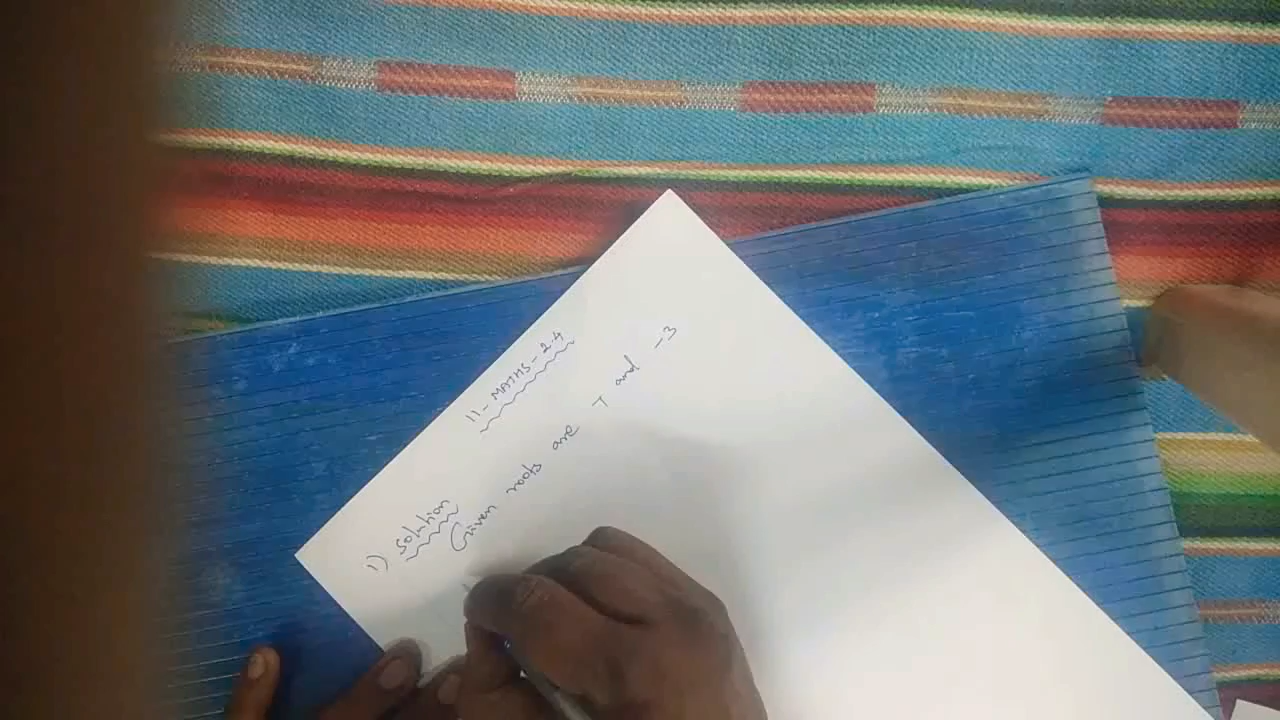 11-MATHS-2.4
1) Solution
Given roots are 7 and -3